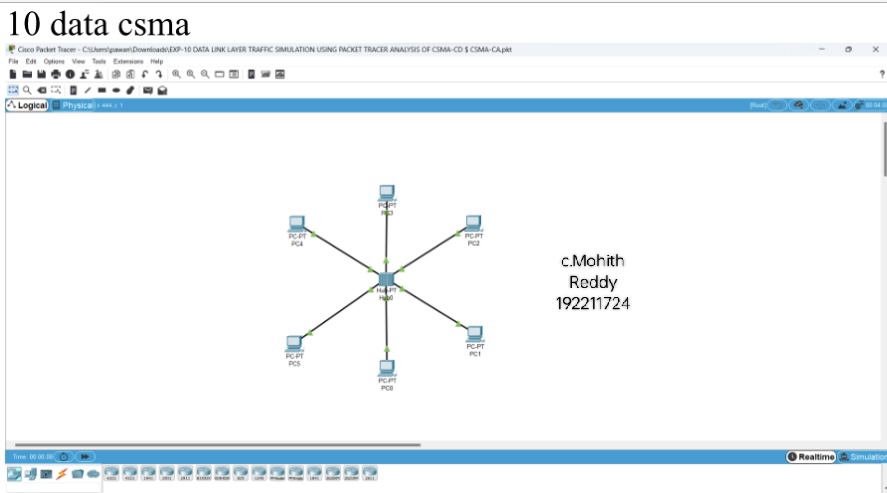 10 data csma
Cisco Packet Tracer - C:\Users\pawan\Downloads\EXP-10 DATA LINK LAYER TRAFFIC SIMULATION USING PACKET TRACER ANALYSIS OF CSMA-CD $ CSMA-CA.pkt
File Edit Options View Tools Extensions Help
?
Logical Physical
[Root]
PC-PT
PC3
PC-PT
PC4
PC-PT
PC2
c.Mohith
Reddy
192211724
Hub-PT
Hub0
PC-PT
PC5
PC-PT
PC1
PC-PT
PC0
Time: 00:00:00
Realtime Simulation